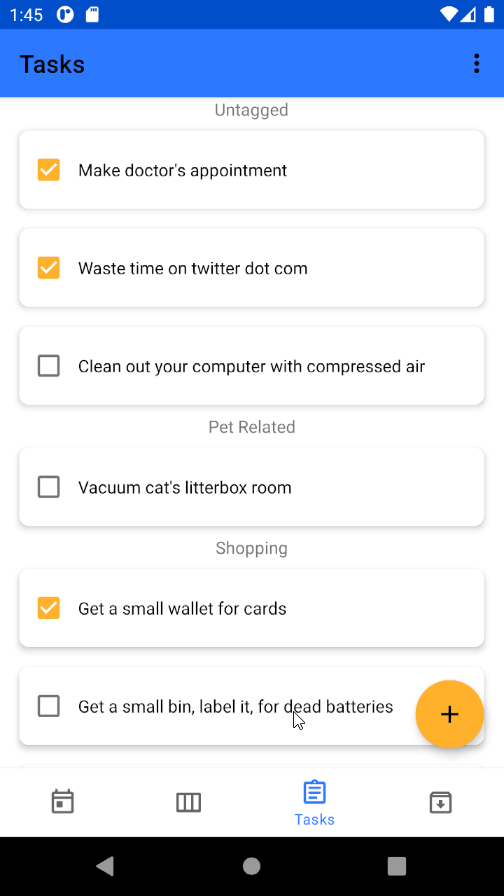 1:45
Tasks
Untagged
Make doctor's appointment
Waste time on twitter dot com
Clean out your computer with compressed air
Pet Related
Vacuum cat's litterbox room
Shopping
Get a small wallet for cards
Get a small bin, label it, for dead batteries
Tasks